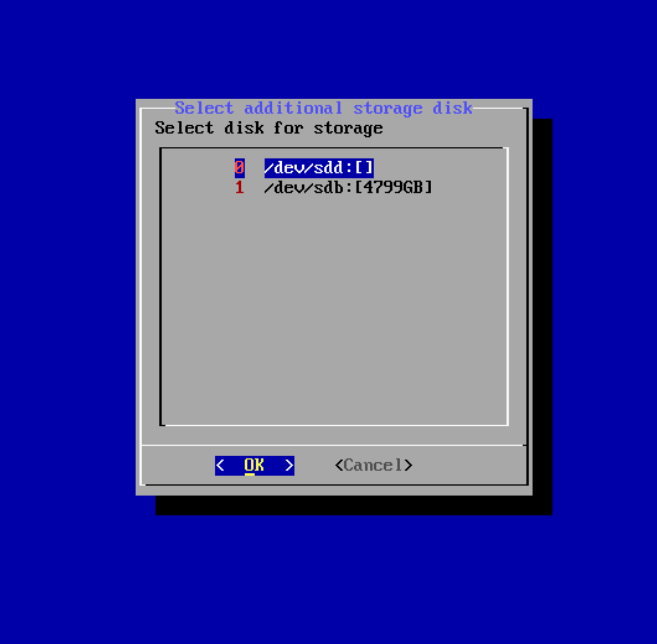 Select additional storage disk
Select disk for storage
0 /dev/sdd:[]
1 /dev/sdb:[4799GB]
< OK > <Cancel>